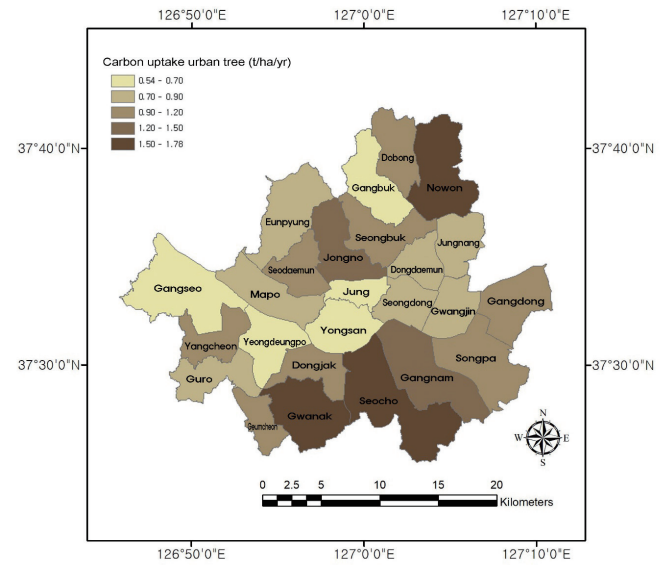 126°50'0"E 127°0'0"E 127°10'0"E
Carbon uptake urban tree (t/ha/yr)
0.54 - 0.70
0.70 - 0.90
0.90 - 1.20
1.20 - 1.50
1.50 - 1.78
37°40'0"N 37°40'0"N
Dobong
Gangbuk
Nowon
Eunpyung
Seongbuk
Jungnang
Jongno
Seodaemun
Dongdaemun
Gangseo
Mapo
Jung
Seongdong
Gwangjin
Gangdong
Yongsan
Yangcheon
Yeongdeungpo
37°30'0"N 37°30'0"N
Songpa
Dongjak
Guro
Gangnam
Seocho
Gwanak
Geumcheon
N
W E
S
0 2.5 5 10 15 20
Kilometers
126°50'0"E 127°0'0"E 127°10'0"E